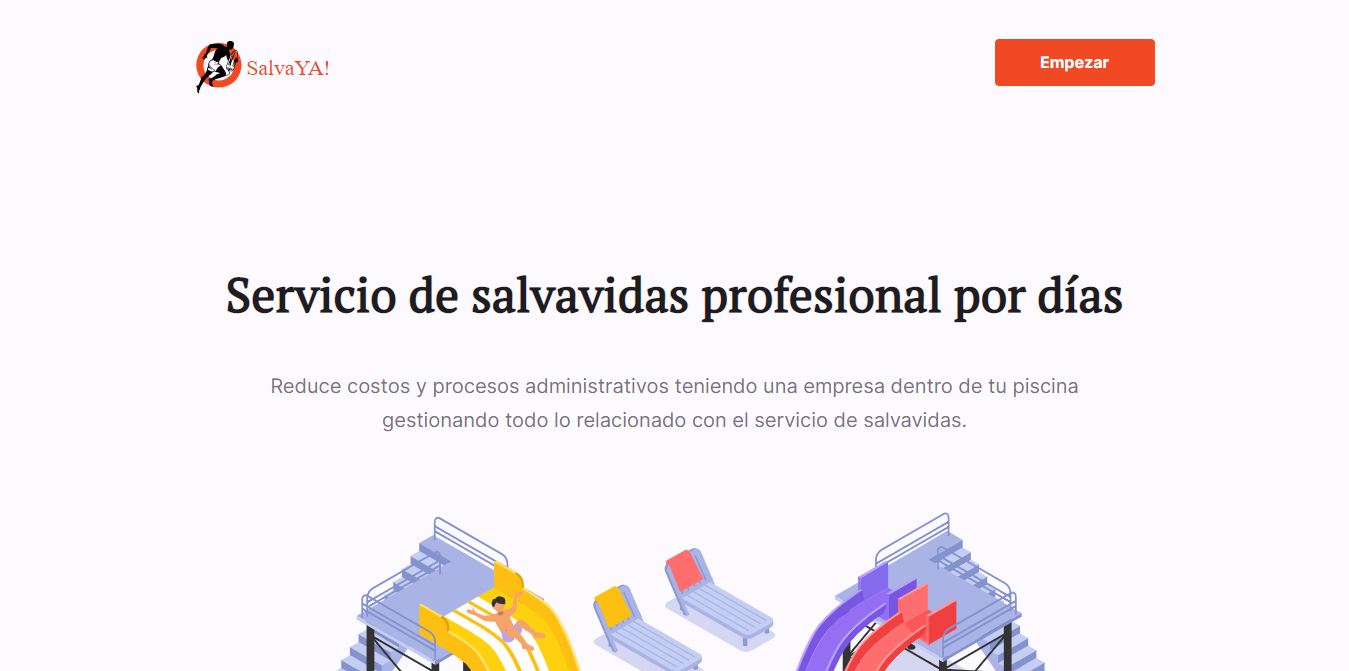 SalvaYA!
Empezar
Servicio de salvavidas profesional por días
Reduce costos y procesos administrativos teniendo una empresa dentro de tu piscina
gestionando todo lo relacionado con el servicio de salvavidas.